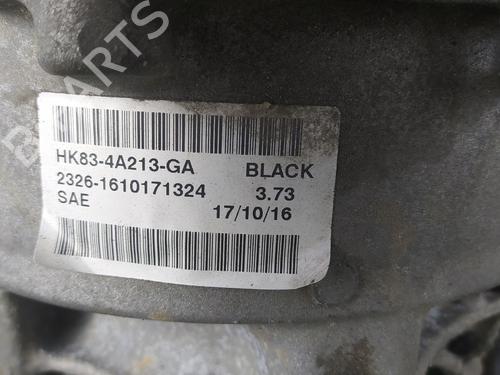 PARTS
HK83-4A213-GA BLACK
2326-1610171324 3.73
SAE 17/10/16